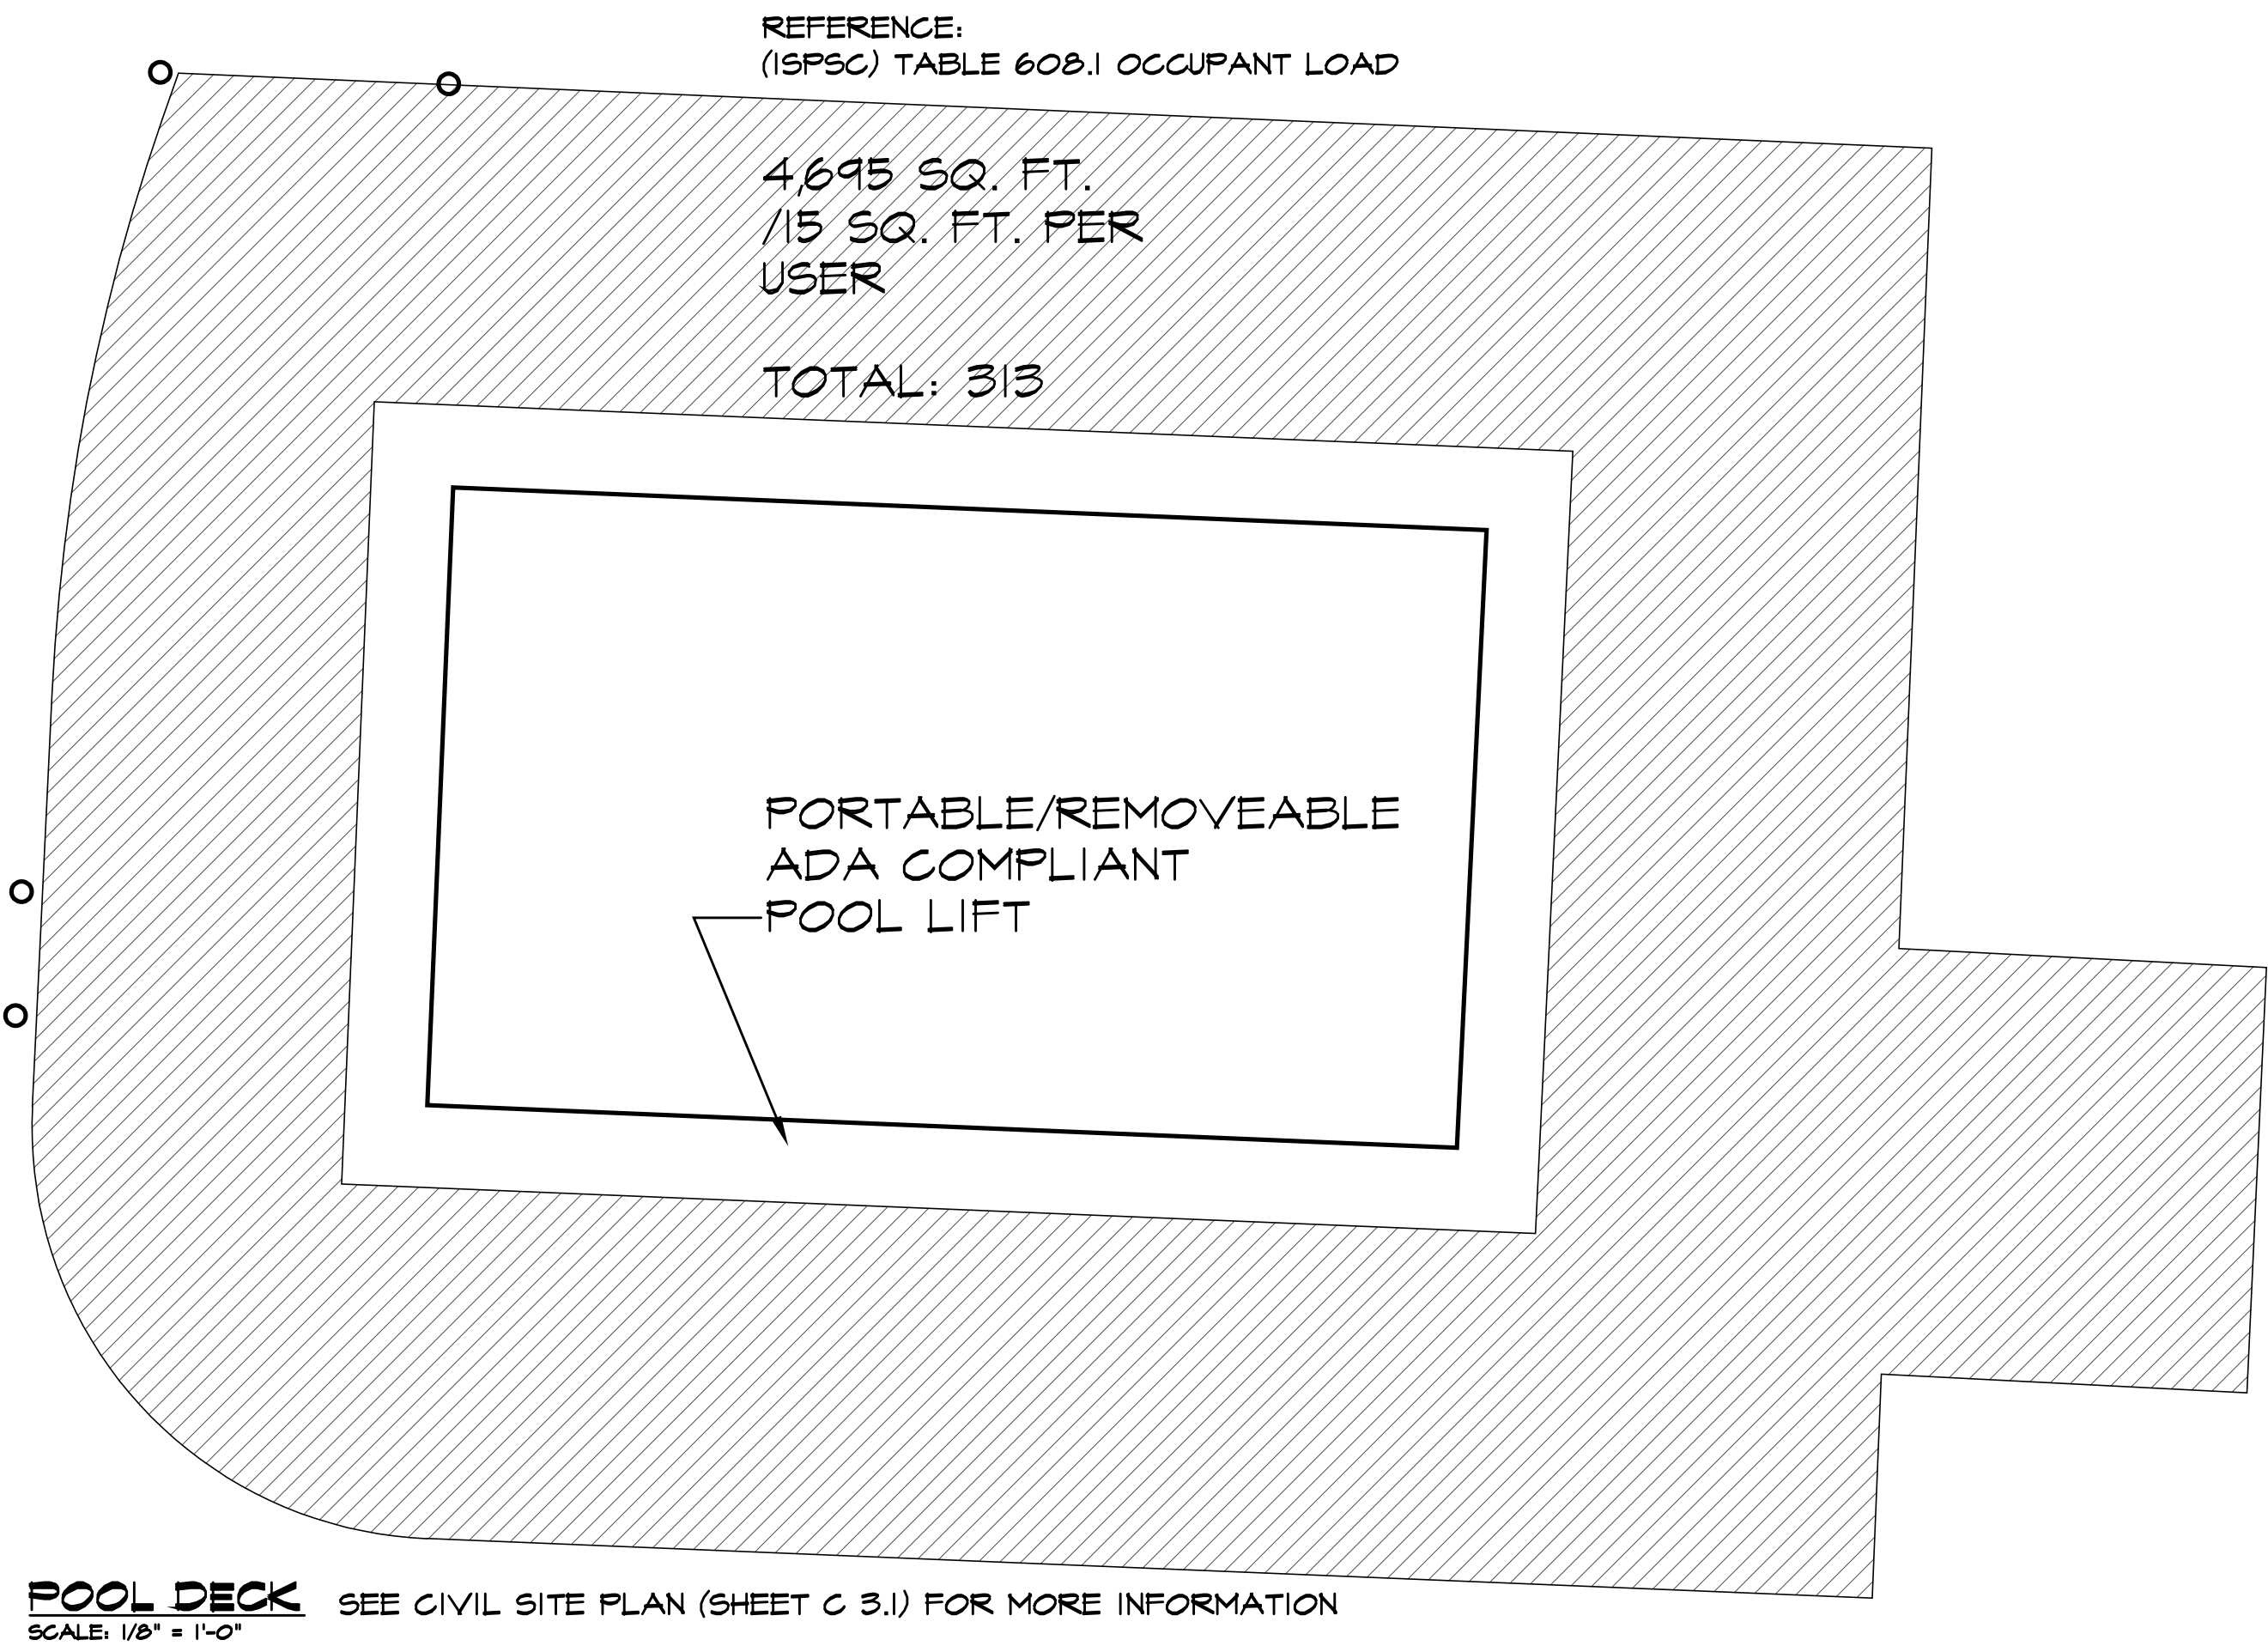 REFERENCE:
(ISPSC) TABLE 608.1 OCCUPANT LOAD
4,695 SQ. FT.
/15 SQ. FT. PER
USER
TOTAL: 313
PORTABLE/REMOVEABLE
ADA COMPLIANT
POOL LIFT
POOL DECK SEE CIVIL SITE PLAN (SHEET C 3.1) FOR MORE INFORMATION
SCALE: 1/8" = 1'-0"